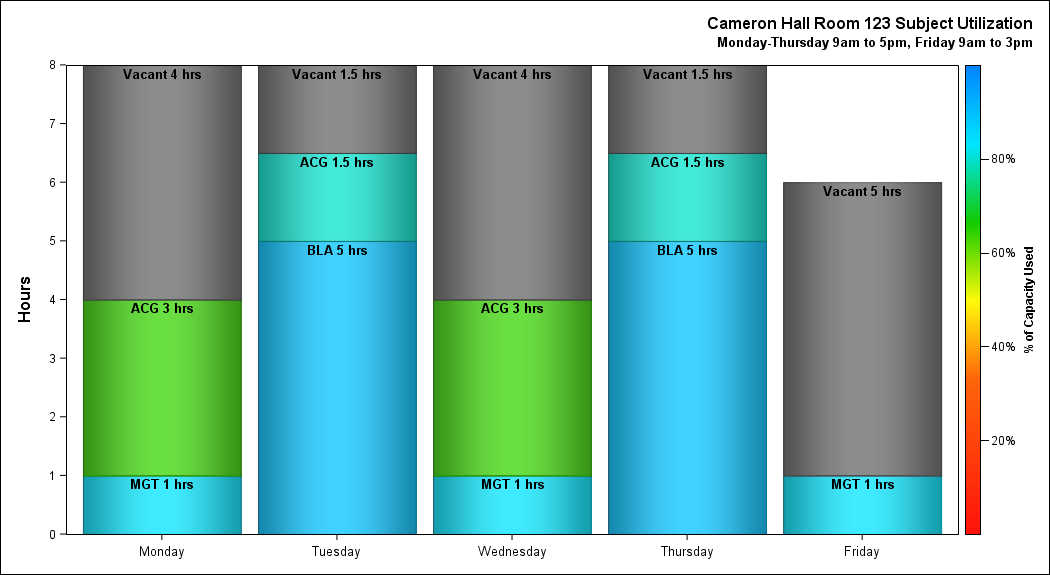 Cameron Hall Room 123 Subject Utilization
Monday-Thursday 9am to 5pm, Friday 9am to 3pm
Hours
8
7
6
5
4
3
2
1
0
Vacant 4 hrs
ACG 3 hrs
MGT 1 hrs
Vacant 1.5 hrs
ACG 1.5 hrs
BLA 5 hrs
Vacant 4 hrs
ACG 3 hrs
MGT 1 hrs
Vacant 1.5 hrs
ACG 1.5 hrs
BLA 5 hrs
Vacant 5 hrs
MGT 1 hrs
Monday
Tuesday
Wednesday
Thursday
Friday
80%
60%
40%
20%
% of Capacity Used